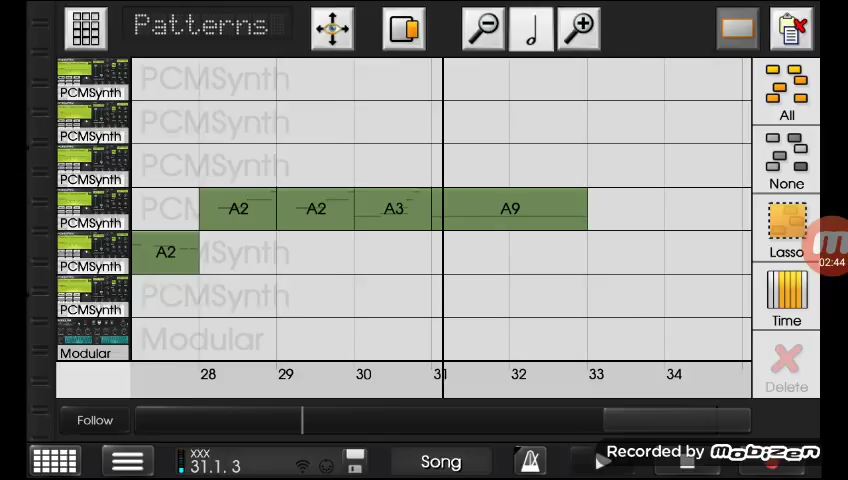 Patterns
PCMSynth PCMSynth
PCMSynth PCMSynth
PCMSynth PCMSynth
PCMSynth A2 A2 A3 A9
PCMSynth A2
PCMSynth PCMSynth
Modular Modular
28 29 30 31 32 33 34
All
None
Lasso
Time
Delete
02:44
Follow
XXX
31.1.3
Song
Recorded by Mobizen